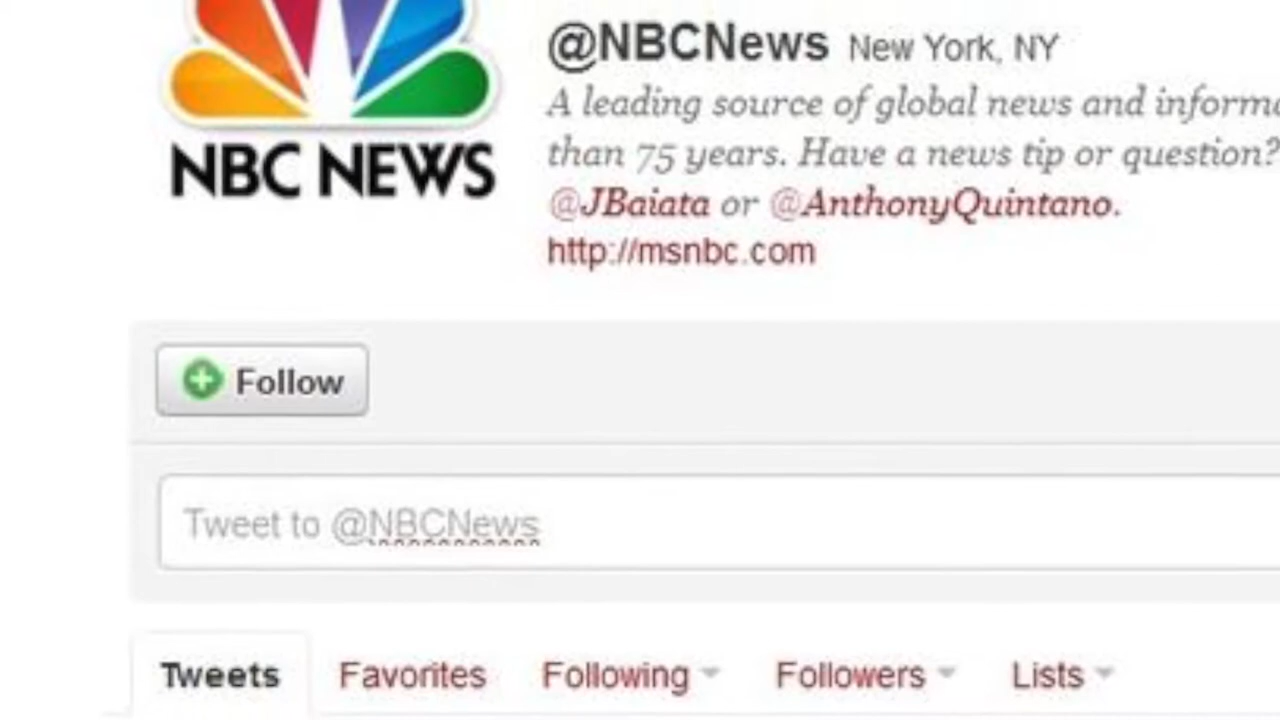 NBC NEWS
@NBCNews New York, NY
A leading source of global news and
than 75 years. Have a news tip or question?
@JBaiata or @AnthonyQuintano.
http://msnbc.com
Follow
Tweet to @NBCNews
Tweets Favorites Following Followers Lists